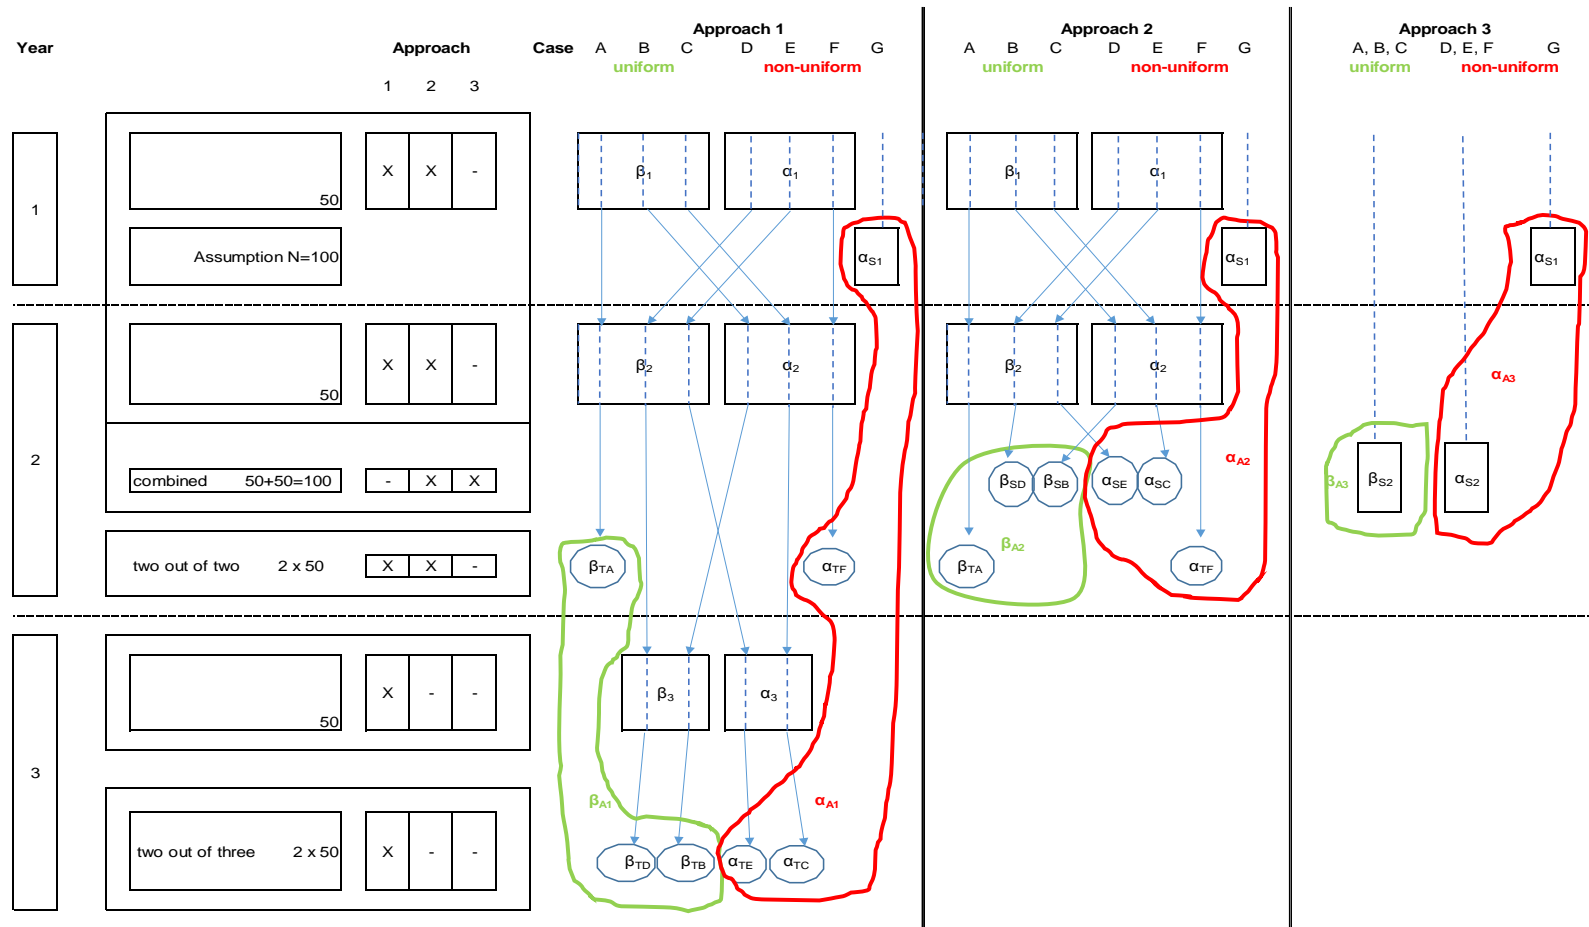 Approach 1 Approach 2 Approach 3
Year Approach Case A B C D E F G A B C D E F G A, B, C D, E, F G
uniform non-uniform uniform non-uniform uniform non-uniform
1 2 3
X X - β1 α1 β1 α1
50
1
Assumption N=100 αS1 αS1 αS1
X X - β2 α2 β2 α2
αA3
50
2
αA2
combined 50+50=100 - X X βSD βSB αSE αSC βA3 βS2 αS2
βA2
two out of two 2 x 50 X X - βTA αTF βTA αTF
X - - β3 α3
50
3
βA1 αA1
two out of three 2 x 50 X - - βTD βTB αTE αTC